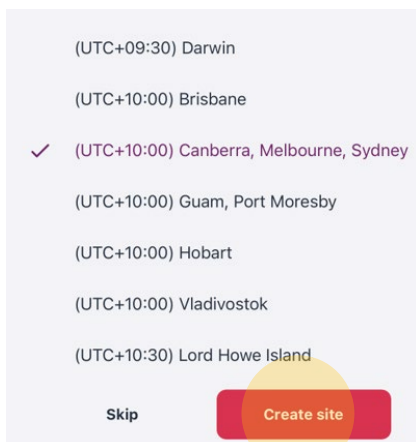 (UTC+09:30) Darwin
(UTC+10:00) Brisbane
(UTC+10:00) Canberra, Melbourne, Sydney
(UTC+10:00) Guam, Port Moresby
(UTC+10:00) Hobart
(UTC+10:00) Vladivostok
(UTC+10:30) Lord Howe Island
Skip Create site